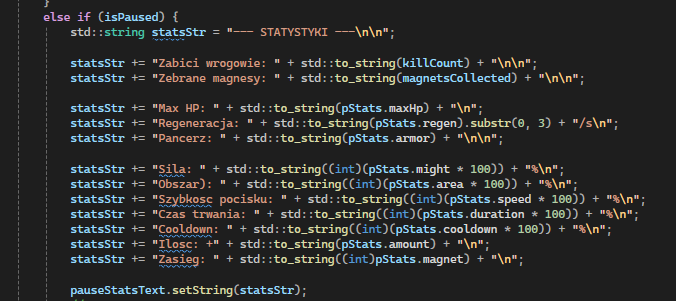 }
else if (isPaused) {
std::string statsStr = "--- STATYSTYKI ---\n\n";
statsStr += "Zabici wrogowie: " + std::to_string(killCount) + "\n\n";
statsStr += "Zebrane magnesy: " + std::to_string(magnetsCollected) + "\n\n\n";
statsStr += "Max HP: " + std::to_string(pStats.maxHp) + "\n";
statsStr += "Regeneracja: " + std::to_string(pStats.regen).substr(0, 3) + "/s\n";
statsStr += "Pancerz: " + std::to_string(pStats.armor) + "\n\n";
statsStr += "Sila: " + std::to_string((int)(pStats.might * 100)) + "%\n";
statsStr += "Obszar): " + std::to_string((int)(pStats.area * 100)) + "%\n";
statsStr += "Szybkosc pocisku: " + std::to_string((int)(pStats.speed * 100)) + "%\n";
statsStr += "Czas trwania: " + std::to_string((int)(pStats.duration * 100)) + "%\n";
statsStr += "Cooldown: " + std::to_string((int)(pStats.cooldown * 100)) + "%\n";
statsStr += "Ilosc: +" + std::to_string(pStats.amount) + "\n";
statsStr += "Zasieg: " + std::to_string((int)pStats.magnet) + "\n";
pauseStatsText.setString(statsStr);